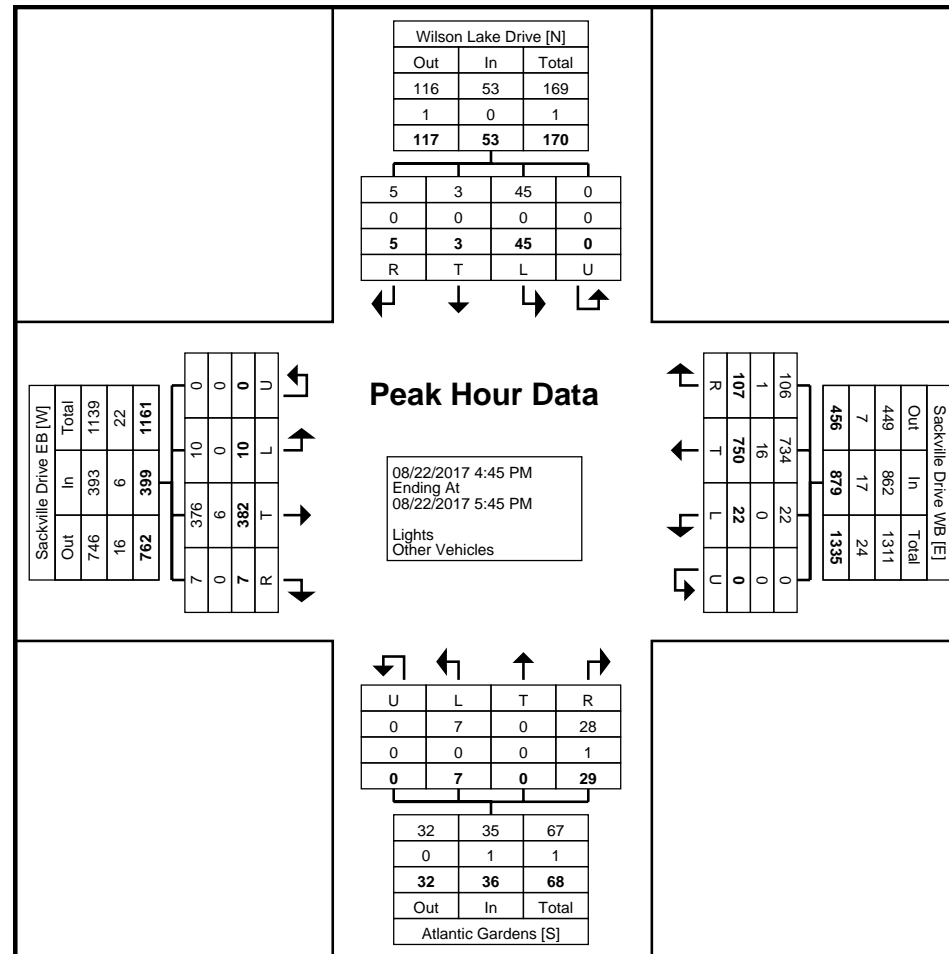 Wilson Lake Drive [N]
Out In Total
116 53 169
1 0 1
117 53 170
5 3 45 0
0 0 0 0
5 3 45 0
R T L U
Peak Hour Data
08/22/2017 4:45 PM
Ending At
08/22/2017 5:45 PM
Lights
Other Vehicles
Sackville Drive EB [W]
Total In Out
1139 393 746
22 6 16
1161 399 762
0 10 376 7
0 0 6 0
0 10 382 7
U L T R
R T L U
107 750 22 0
1 16 0 0
106 734 22 0
456 879 1335
7 17 24
449 862 1311
Out In Total
Sackville Drive WB [E]
U L T R
0 7 0 28
0 0 0 1
0 7 0 29
32 35 67
0 1 1
32 36 68
Out In Total
Atlantic Gardens [S]